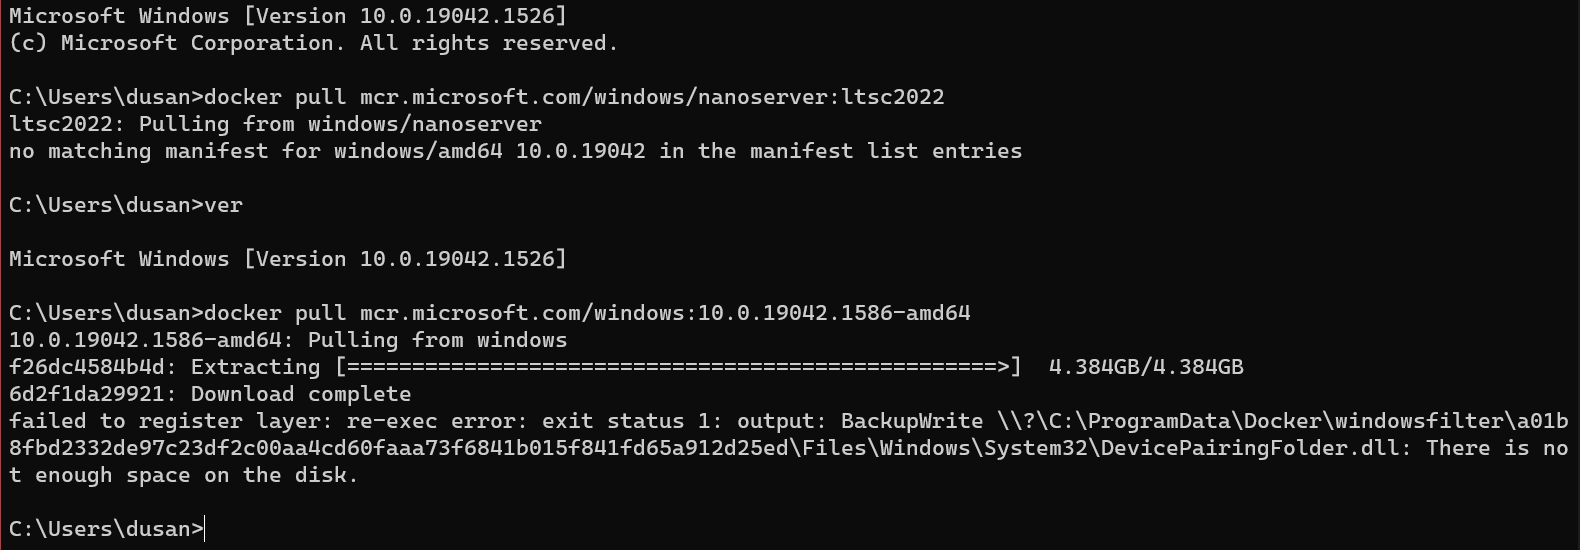 Microsoft Windows [Version 10.0.19042.1526]
(c) Microsoft Corporation. All rights reserved.
C:\Users\dusan>docker pull mcr.microsoft.com/windows/nanoserver:ltsc2022
ltsc2022: Pulling from windows/nanoserver
no matching manifest for windows/amd64 10.0.19042 in the manifest list entries
C:\Users\dusan>ver
Microsoft Windows [Version 10.0.19042.1526]
C:\Users\dusan>docker pull mcr.microsoft.com/windows:10.0.19042.1586-amd64
10.0.19042.1586-amd64: Pulling from windows
f26dc4584b4d: Extracting [==================================================>]  4.384GB/4.384GB
6d2f1da29921: Download complete
failed to register layer: re-exec error: exit status 1: output: BackupWrite \\?\C:\ProgramData\Docker\windowsfilter\a01b
8fbd2332de97c23df2c00aa4cd60faaa73f6841b015f841fd65a912d25ed\Files\Windows\System32\DevicePairingFolder.dll: There is no
t enough space on the disk.
C:\Users\dusan>